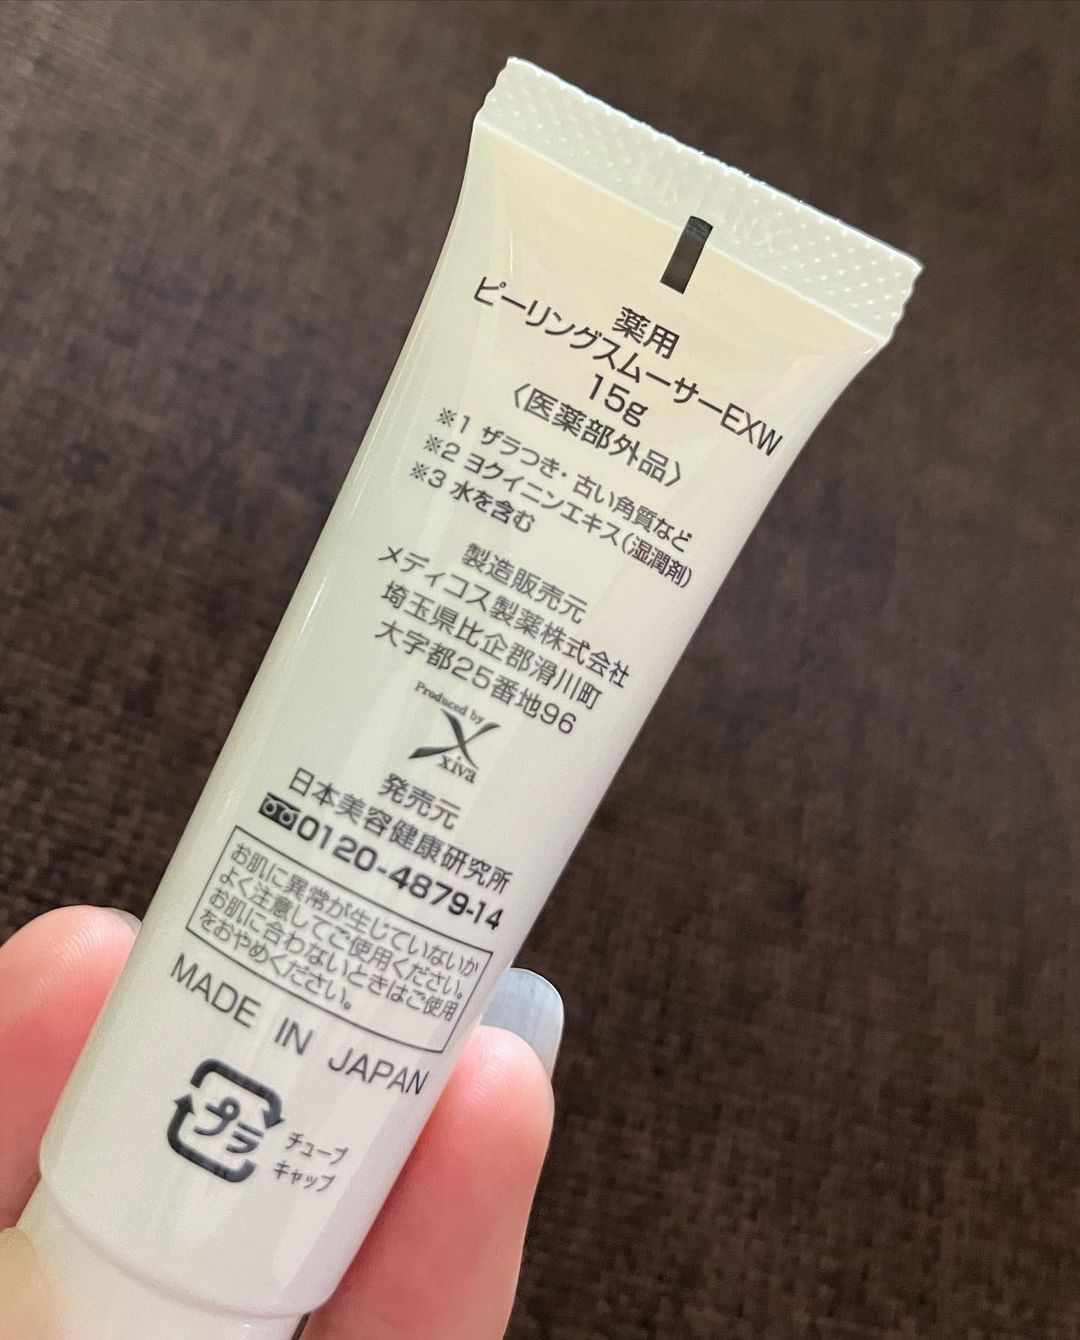 薬用
ピーリングスムーサーEXW
15g
〈医薬部外品〉
※1 ザラつき・古い角質など
※2 ヨクイニンエキス(湿潤剤)
※3 水を含む
製造販売元
メディコス製薬株式会社
埼玉県比企郡滑川町
大字都25番地96
Produced by
xiva
発売元
日本美容健康研究所
0120-4879-14
お肌に異常が生じていないか
よく注意してご使用ください。
お肌に合わないときはご使用
をおやめください。
MADE IN JAPAN
プラ
チューブ
キャップ